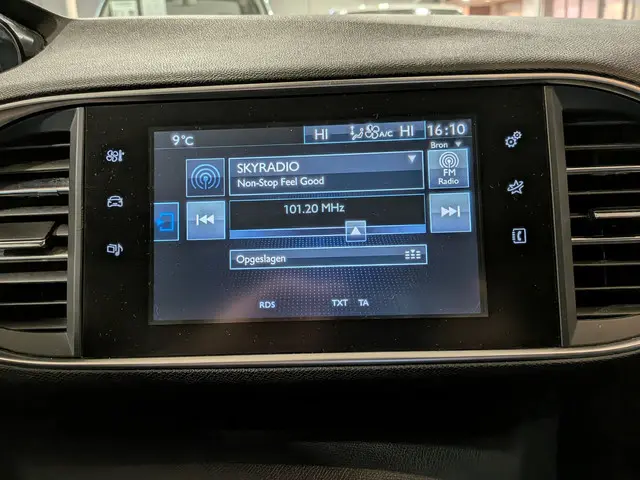 9°C
HI A/C HI 16:10
Bron
SKYRADIO
Non-Stop Feel Good
FM
Radio
101.20 MHz
Opgeslagen
RDS TXT TA